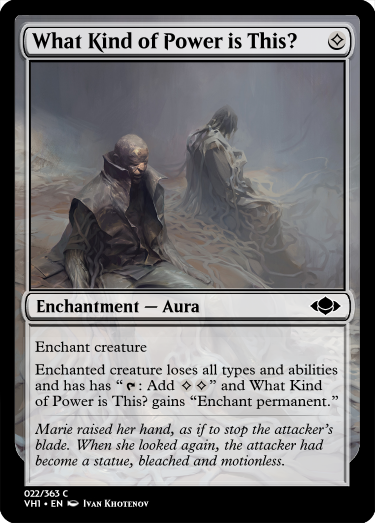 What Kind of Power is This?
Enchantment — Aura
Enchant creature
Enchanted creature loses all types and abilities
and has has “ : Add ” and What Kind
of Power is This? gains “Enchant permanent.”
Marie raised her hand, as if to stop the attacker's
blade. When she looked again, the attacker had
become a statue, bleached and motionless.
022/363 C
VH1 • EN Ivan Khotenov